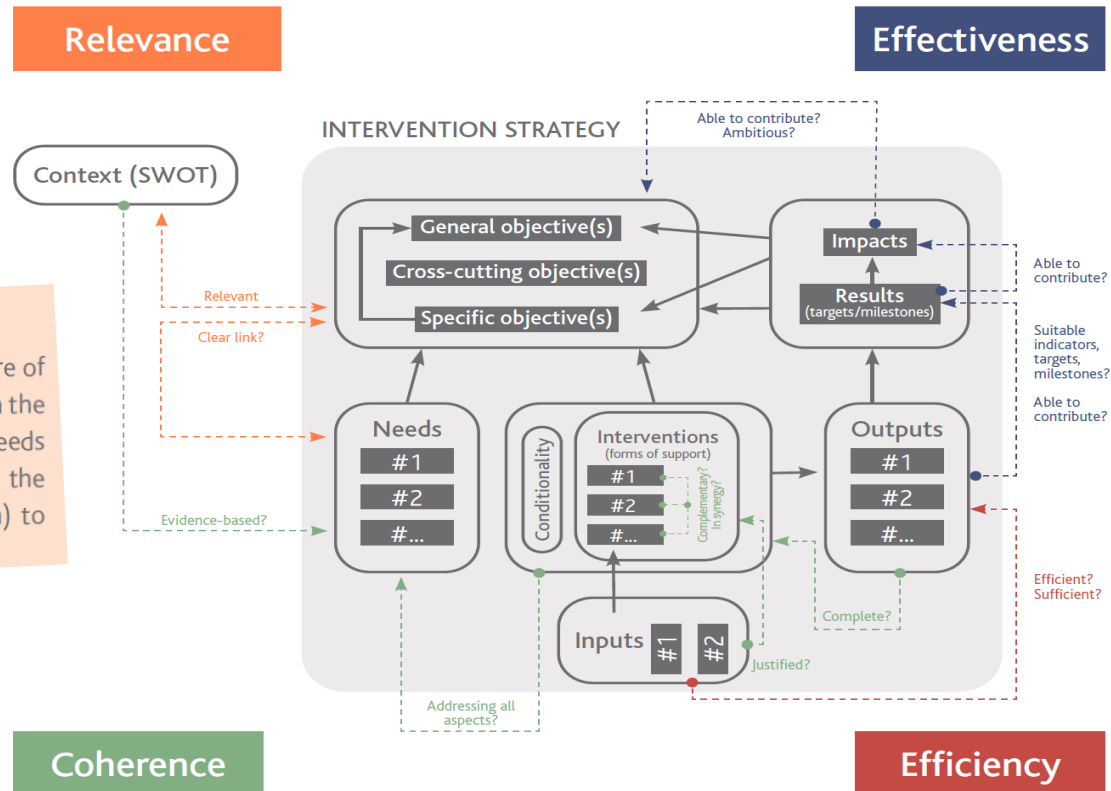 Relevance
Effectiveness
INTERVENTION STRATEGY
Able to contribute?
Ambitious?
Context (SWOT)
General objective(s)
Cross-cutting objective(s)
Specific objective(s)
Impacts
Results
(targets/milestones)
Able to
contribute?
Relevant
Clear link?
Suitable
indicators,
targets,
milestones?
Able to
contribute?
re of
the
eeds
the
) to
Needs
#1
#2
#...
Conditionality
Interventions
(forms of support)
#1
#2
#...
Complementary?
In synergy?
Outputs
#1
#2
#...
Evidence-based?
Efficient?
Sufficient?
Complete?
Inputs
#1
#2
Justified?
Addressing all
aspects?
Coherence
Efficiency